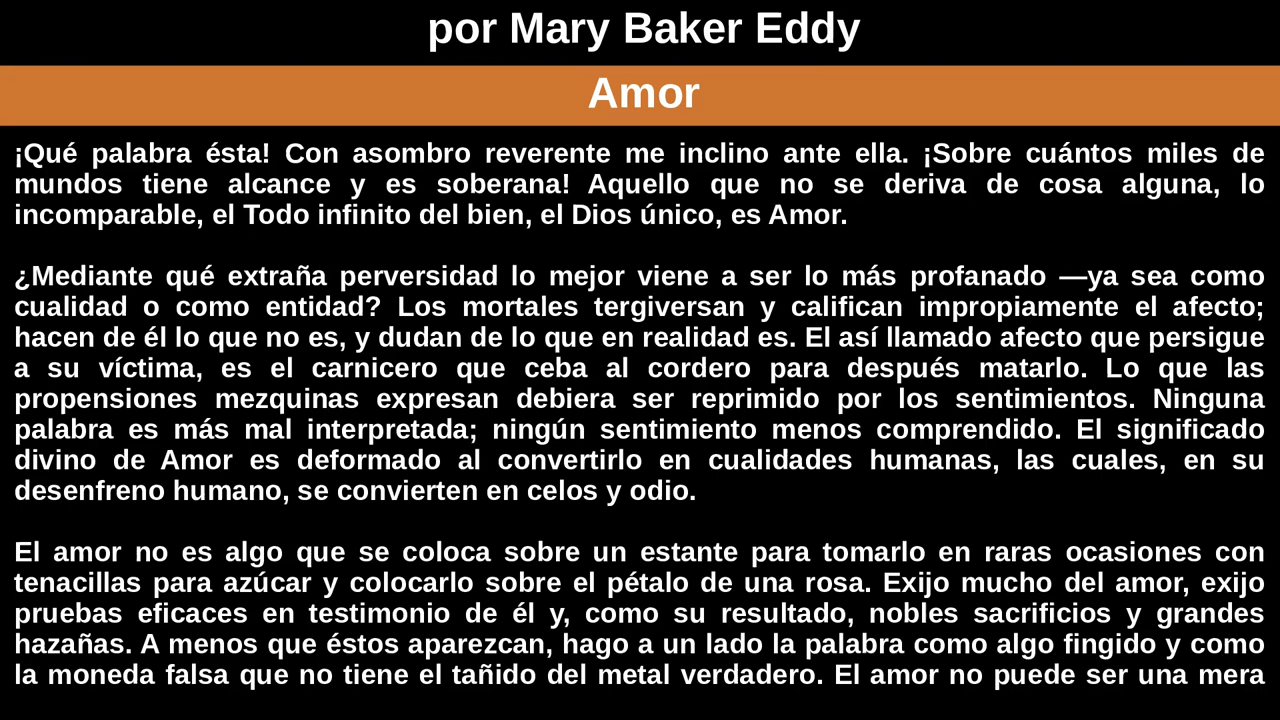 por Mary Baker Eddy
Amor
¡Qué palabra ésta! Con asombro reverente me inclino ante ella. ¡Sobre cuántos miles de
mundos tiene alcance y es soberana! Aquello que no se deriva de cosa alguna, lo
incomparable, el Todo infinito del bien, el Dios único, es Amor.
¿Mediante qué extraña perversidad lo mejor viene a ser lo más profanado —ya sea como
cualidad o como entidad? Los mortales tergiversan y califican impropiamente el afecto;
hacen de él lo que no es, y dudan de lo que en realidad es. El así llamado afecto que persigue
a su víctima, es el carnicero que ceba al cordero para después matarlo. Lo que las
propensiones mezquinas expresan debiera ser reprimido por los sentimientos. Ninguna
palabra es más mal interpretada; ningún sentimiento menos comprendido. El significado
divino de Amor es deformado al convertirlo en cualidades humanas, las cuales, en su
desenfreno humano, se convierten en celos y odio.
El amor no es algo que se coloca sobre un estante para tomarlo en raras ocasiones con
tenacillas para azúcar y colocarlo sobre el pétalo de una rosa. Exijo mucho del amor, exijo
pruebas eficaces en testimonio de él y, como su resultado, nobles sacrificios y grandes
hazañas. A menos que éstos aparezcan, hago a un lado la palabra como algo fingido y como
la moneda falsa que no tiene el tañido del metal verdadero. El amor no puede ser una mera